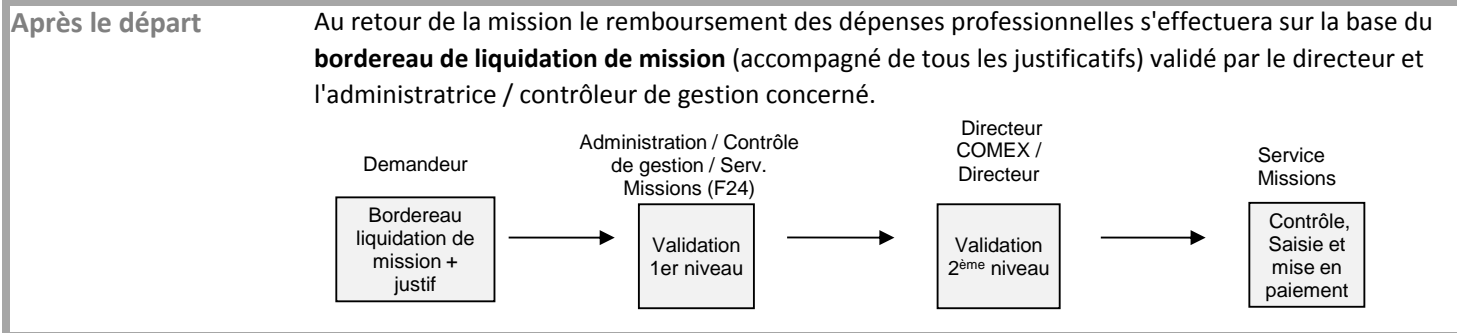 Après le départ
Au retour de la mission le remboursement des dépenses professionnelles s'effectuera sur la base du
bordereau de liquidation de mission (accompagné de tous les justificatifs) validé par le directeur et
l'administratrice / contrôleur de gestion concerné.
Demandeur
Administration / Contrôle
de gestion / Serv.
Missions (F24)
Directeur
COMEX /
Directeur
Service
Missions
Bordereau
liquidation de
mission +
justif
Validation
1er niveau
Validation
2ème niveau
Contrôle,
Saisie et
mise en
paiement